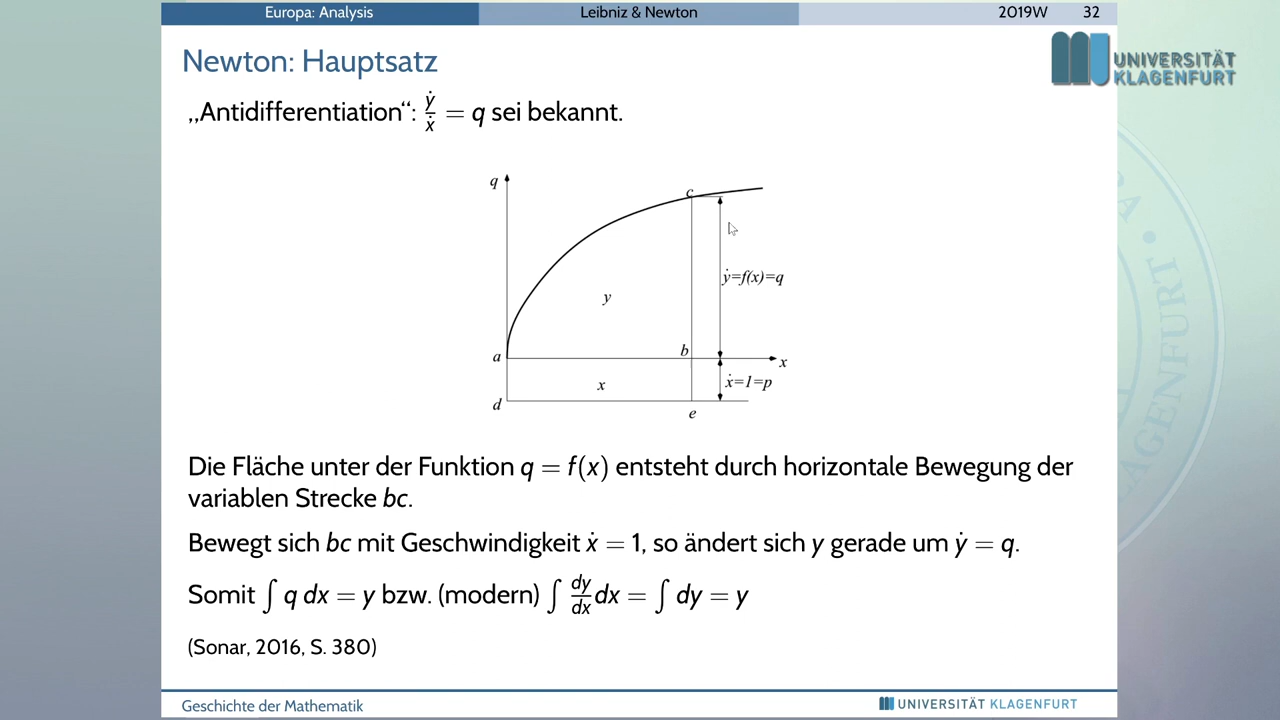 Europa: Analysis Leibniz & Newton 2019W 32
Newton: Hauptsatz
UNIVERSITÄT
KLAGENFURT
„Antidifferentiation“: ẏ/ẋ = q sei bekannt.
q
c
ẏ=f(x)=q
y
a
b
x
x
ẋ=1=p
d
e
Die Fläche unter der Funktion q = f(x) entsteht durch horizontale Bewegung der
variablen Strecke bc.
Bewegt sich bc mit Geschwindigkeit ẋ = 1, so ändert sich y gerade um ẏ = q.
Somit ∫ q dx = y bzw. (modern) ∫ dy/dx dx = ∫ dy = y
(Sonar, 2016, S. 380)
Geschichte der Mathematik UNIVERSITÄT KLAGENFURT